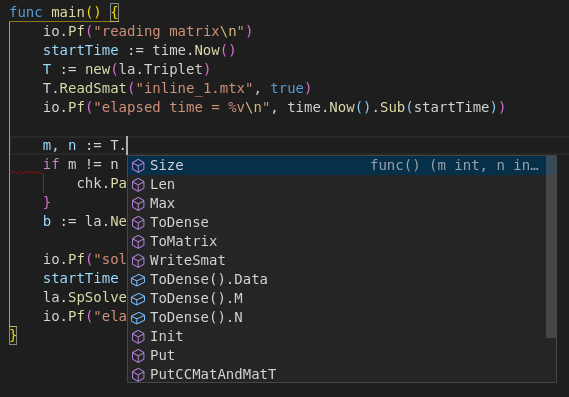 func main() {
io.Pf("reading matrix\n")
startTime := time.Now()
T := new(la.Triplet)
T.ReadSmat("inline_1.mtx", true)
io.Pf("elapsed time = %v\n", time.Now().Sub(startTime))
m, n := T.
if m != n
Size func() (m int, n in…
chk.Pa
Len
Max
}
b := la.Ne
ToDense
ToMatrix
io.Pf("sol
WriteSmat
startTime
ToDense().Data
la.SpSolve
ToDense().M
io.Pf("ela
ToDense().N
}
Init
Put
PutCCMatAndMatT